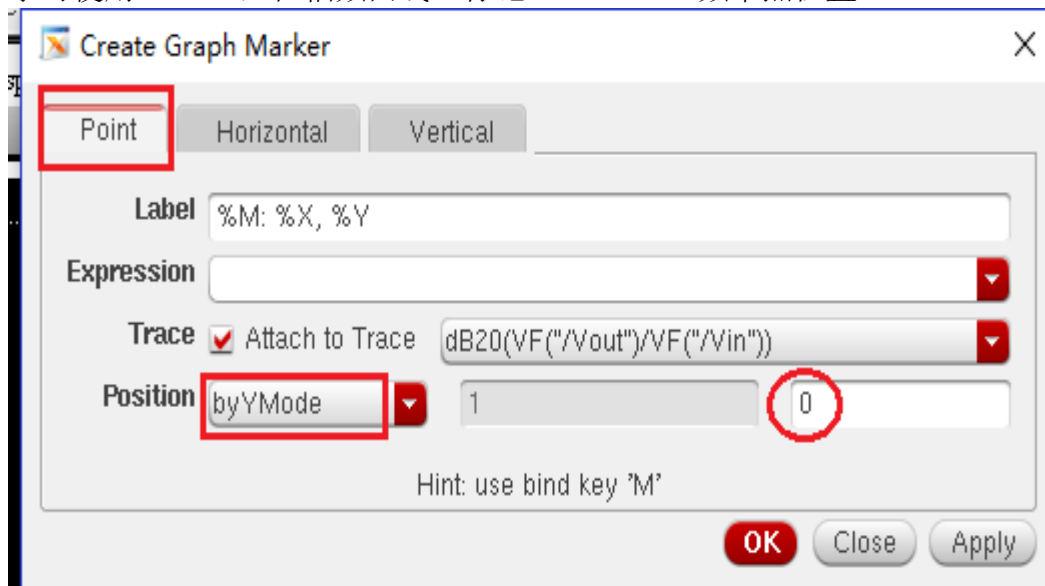 Create Graph Marker
Point Horizontal Vertical
Label %M: %X, %Y
Expression
Trace Attach to Trace dB20(VF("/Vout")/VF("/Vin"))
Position byYMode 1 0
Hint: use bind key 'M'
OK Close Apply